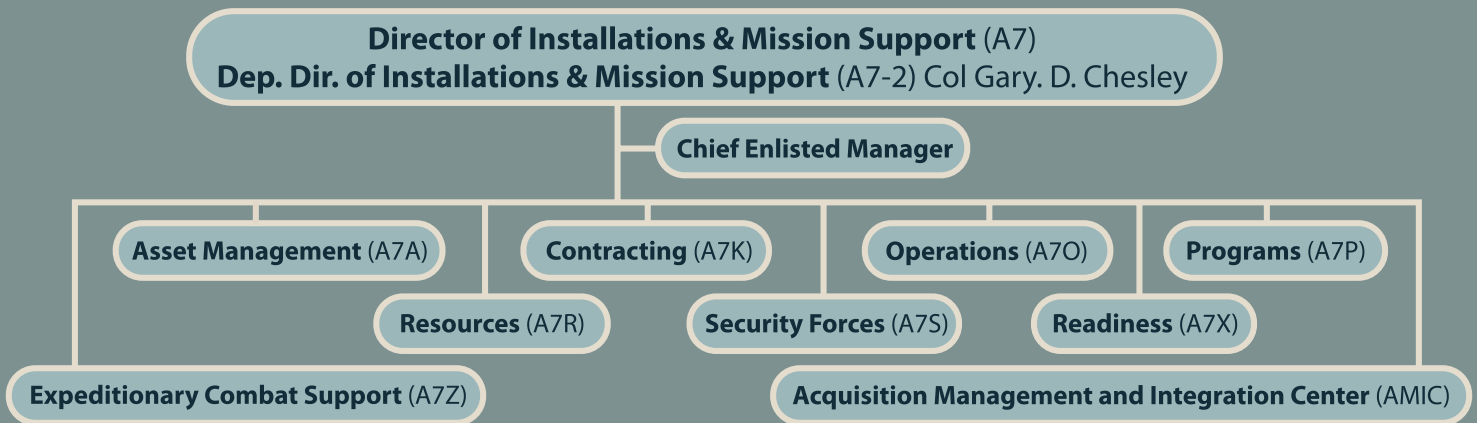 Director of Installations & Mission Support (A7)
Dep. Dir. of Installations & Mission Support (A7-2) Col Gary. D. Chesley
Chief Enlisted Manager
Asset Management (A7A)
Contracting (A7K)
Operations (A7O)
Programs (A7P)
Resources (A7R)
Security Forces (A7S)
Readiness (A7X)
Expeditionary Combat Support (A7Z)
Acquisition Management and Integration Center (AMIC)